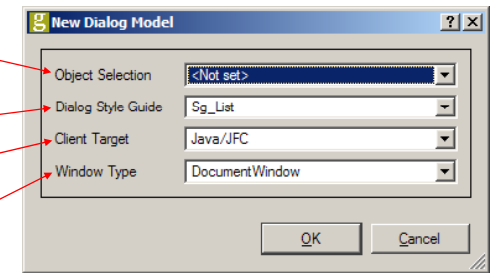 g New Dialog Model ? X
Object Selection <Not set>
Dialog Style Guide Sg_List
Client Target Java/JFC
Window Type DocumentWindow
OK Cancel